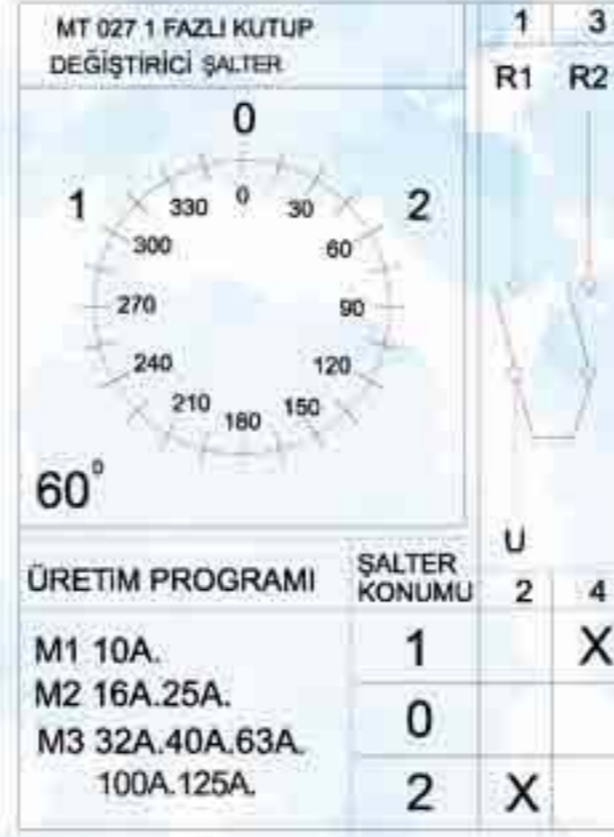 MT 027 1 FAZLI KUTUP
DEĞİŞTİRİCİ ŞALTER
0
1
2
0
30
60
90
120
150
180
210
240
270
300
330
60°
1 3
R1 R2
U
2 4
ÜRETİM PROGRAMI
M1 10A.
M2 16A.25A.
M3 32A.40A.63A.
100A.125A.
ŞALTER
KONUMU
1 X
0
2 X